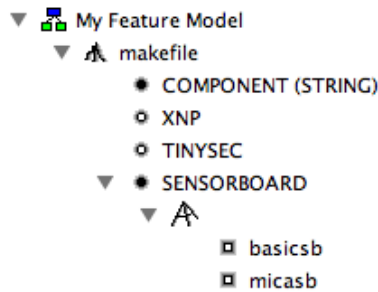 My Feature Model
makefile
COMPONENT (STRING)
XNP
TINYSEC
SENSORBOARD
basicsb
micasb